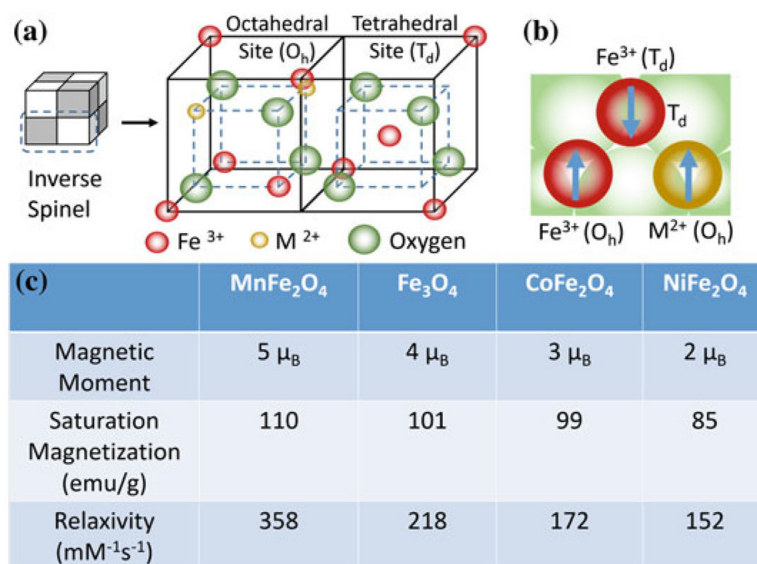 (a)
Octahedral
Site (Oh)
Tetrahedral
Site (Td)
Inverse
Spinel
Fe 3+
M 2+
Oxygen
(b)
Fe3+ (Td)
Td
Fe3+ (Oh)
M2+ (Oh)
(c)
MnFe2O4 Fe3O4 CoFe2O4 NiFe2O4
Magnetic
Moment
5 μB 4 μB 3 μB 2 μB
Saturation
Magnetization
(emu/g)
110 101 99 85
Relaxivity
(mM-1s-1)
358 218 172 152